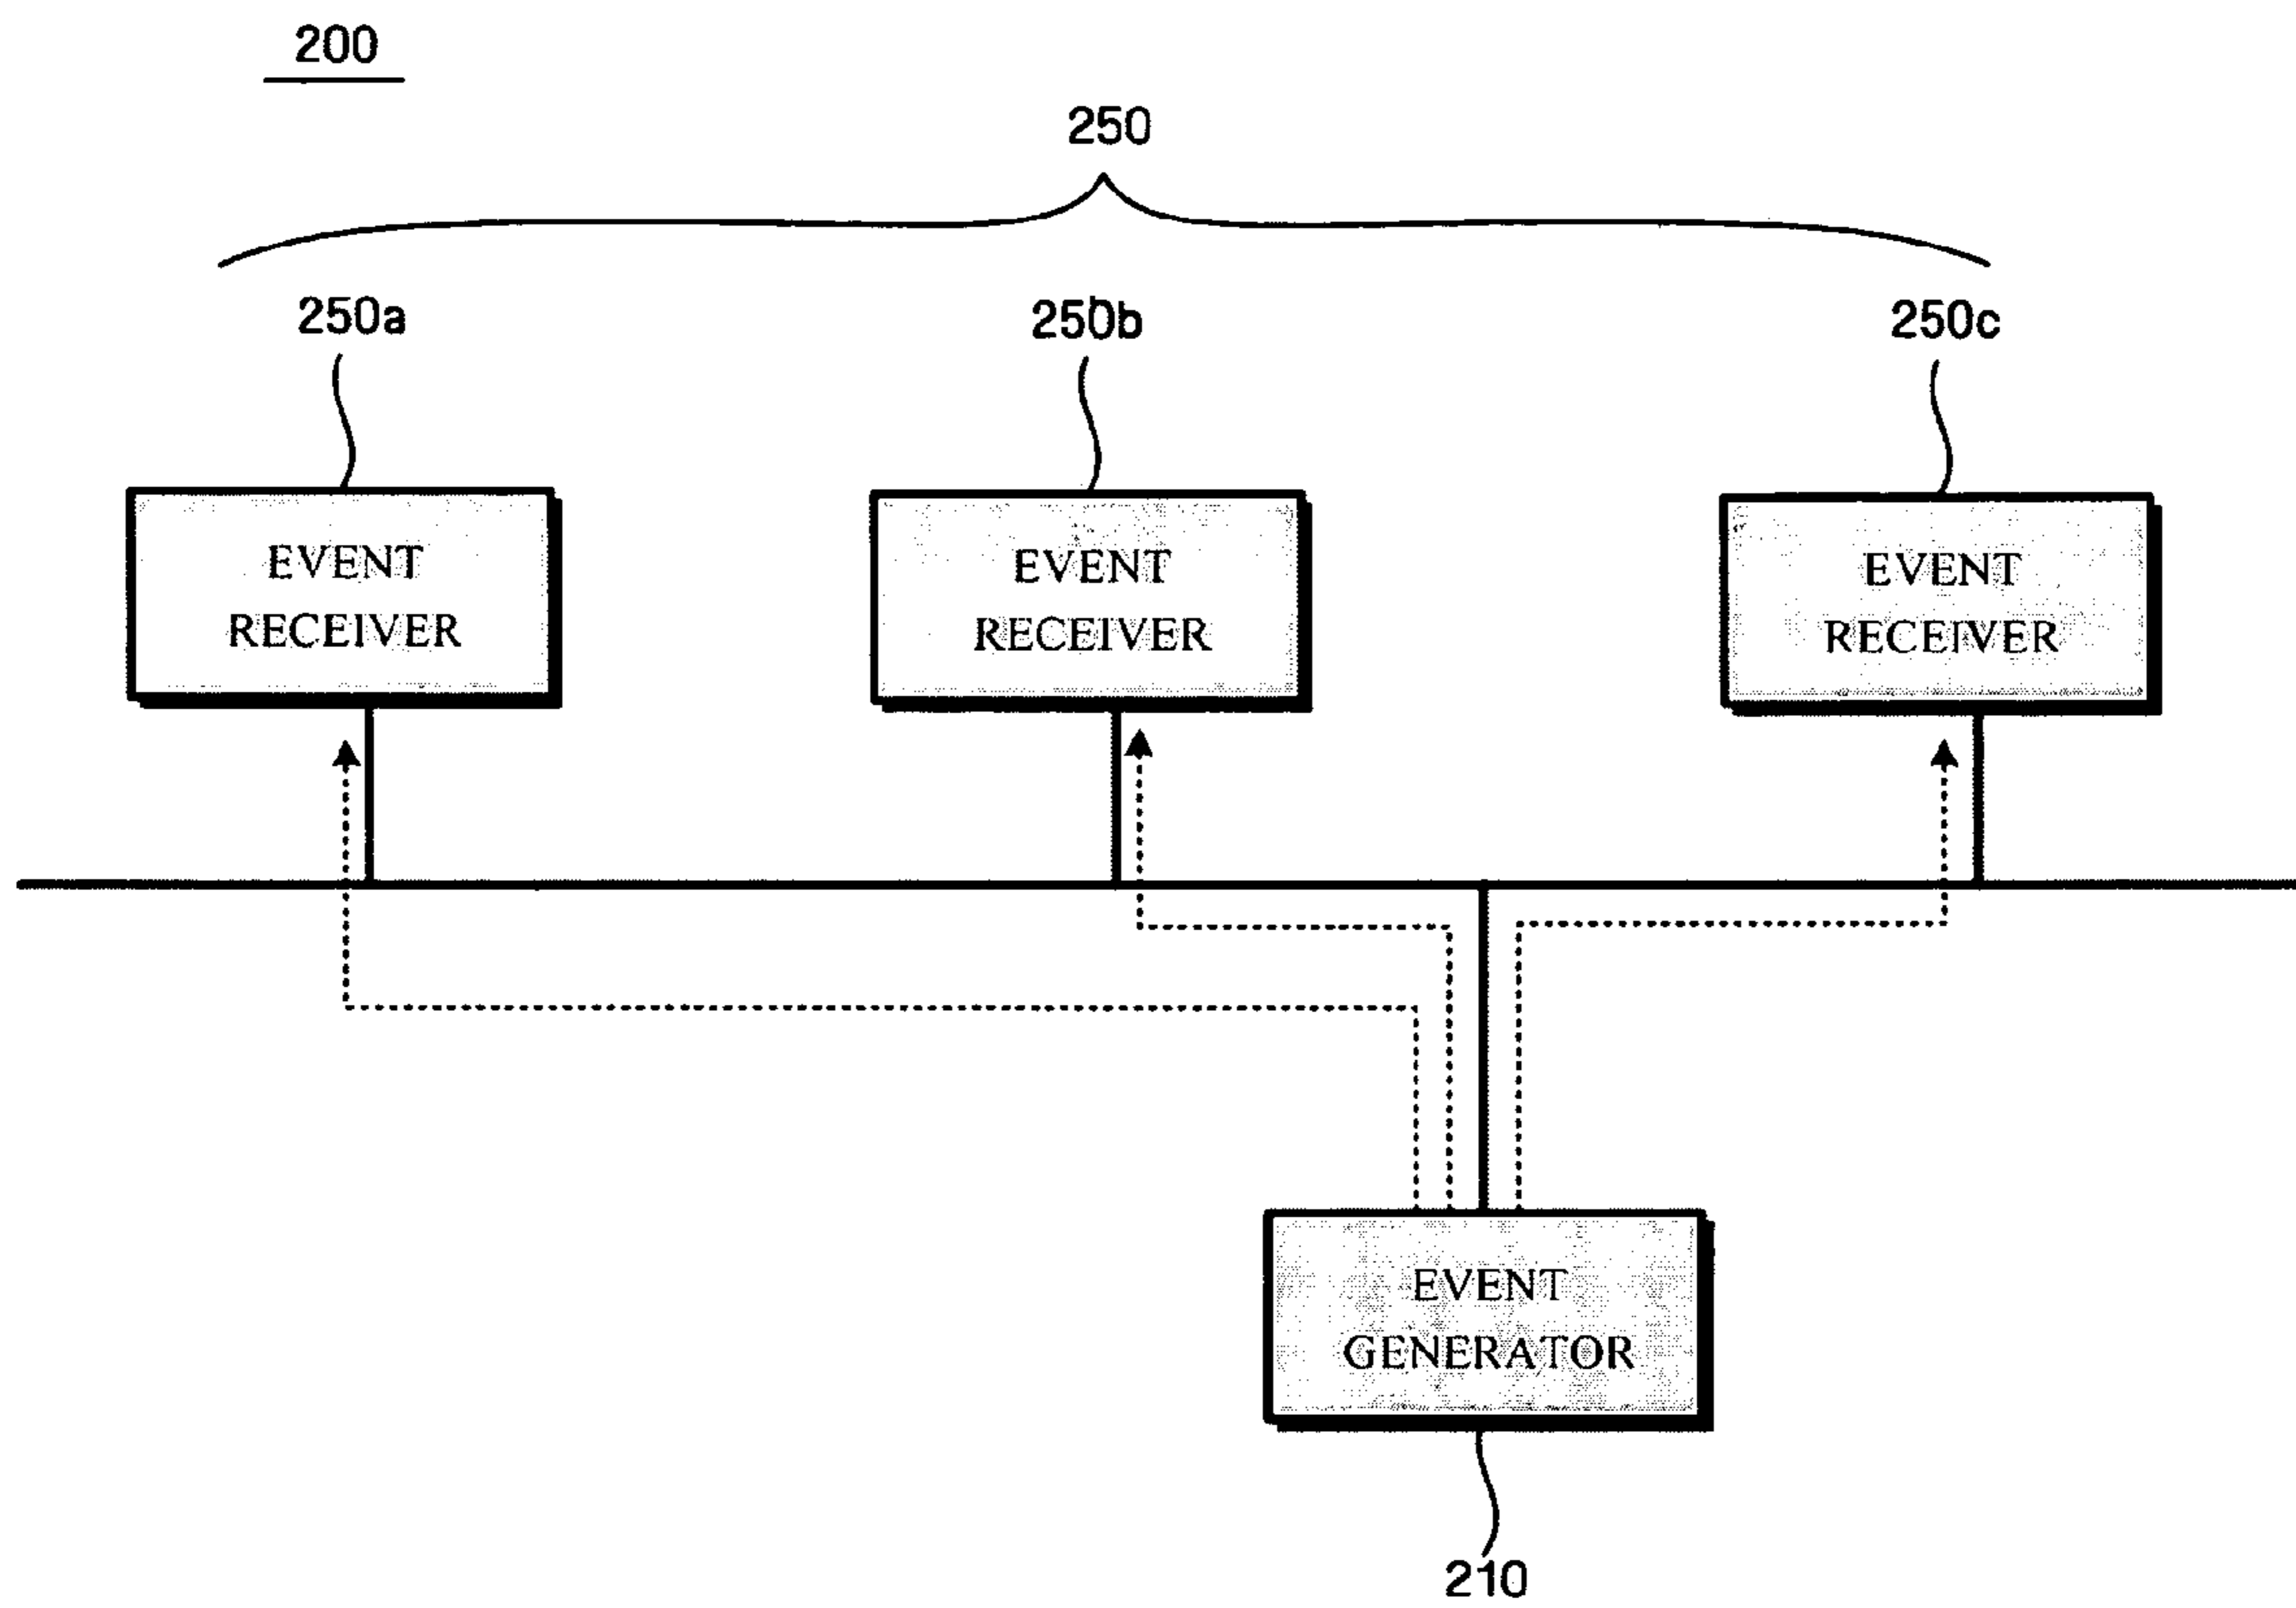 200
250
250a
250b
250c
EVENT
RECEIVER
EVENT
RECEIVER
EVENT
RECEIVER
EVENT
GENERATOR
210